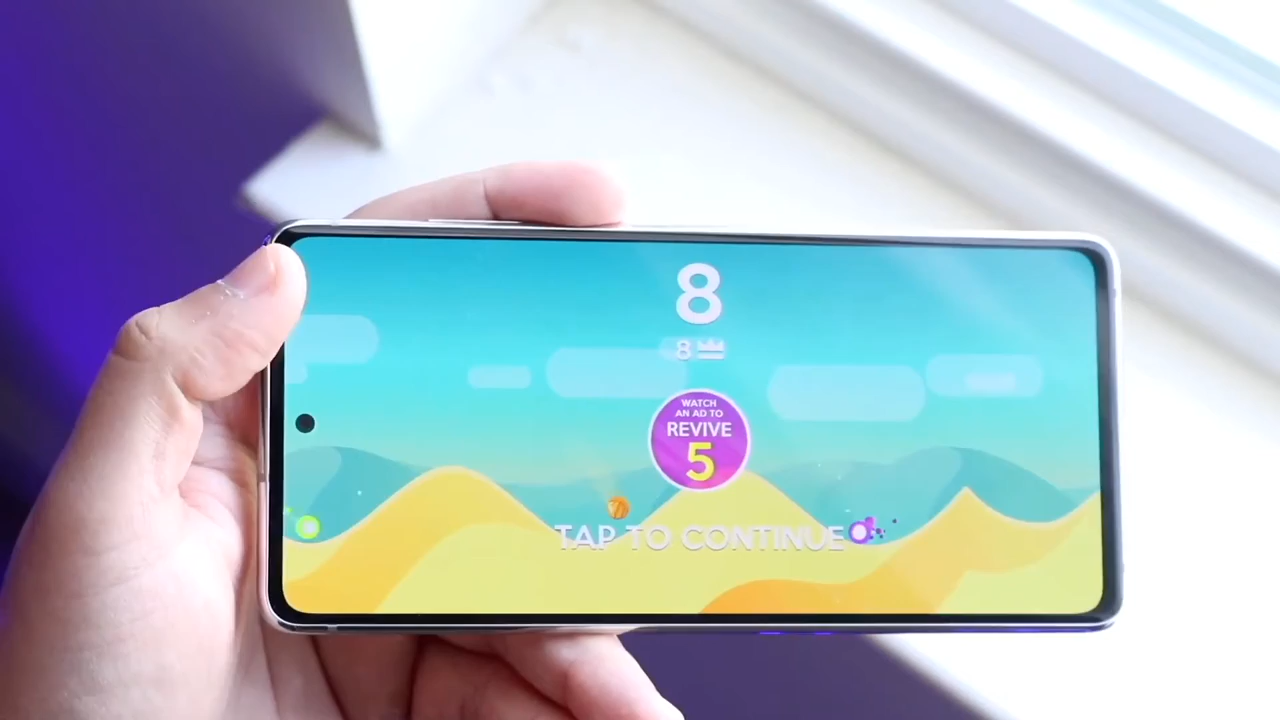 8
8
WATCH
AN AD TO
REVIVE
5
TAP TO CONTINUE